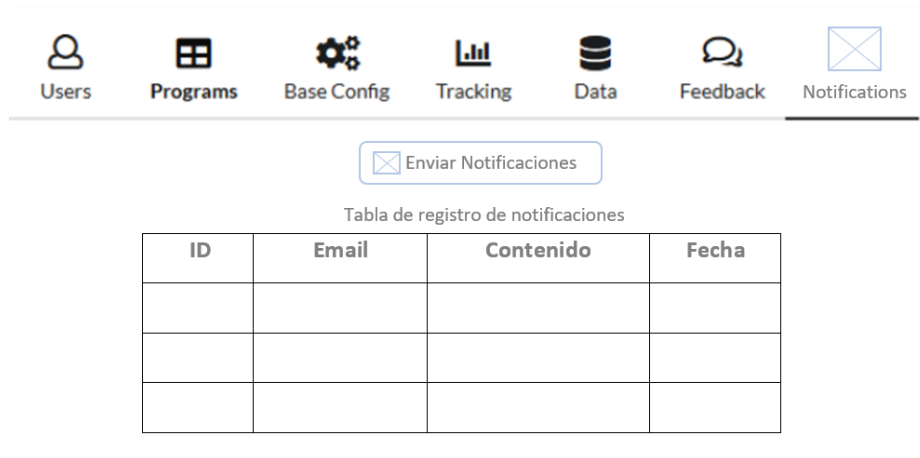 Users Programs Base Config Tracking Data Feedback Notifications
Enviar Notificaciones
Tabla de registro de notificaciones
ID Email Contenido Fecha